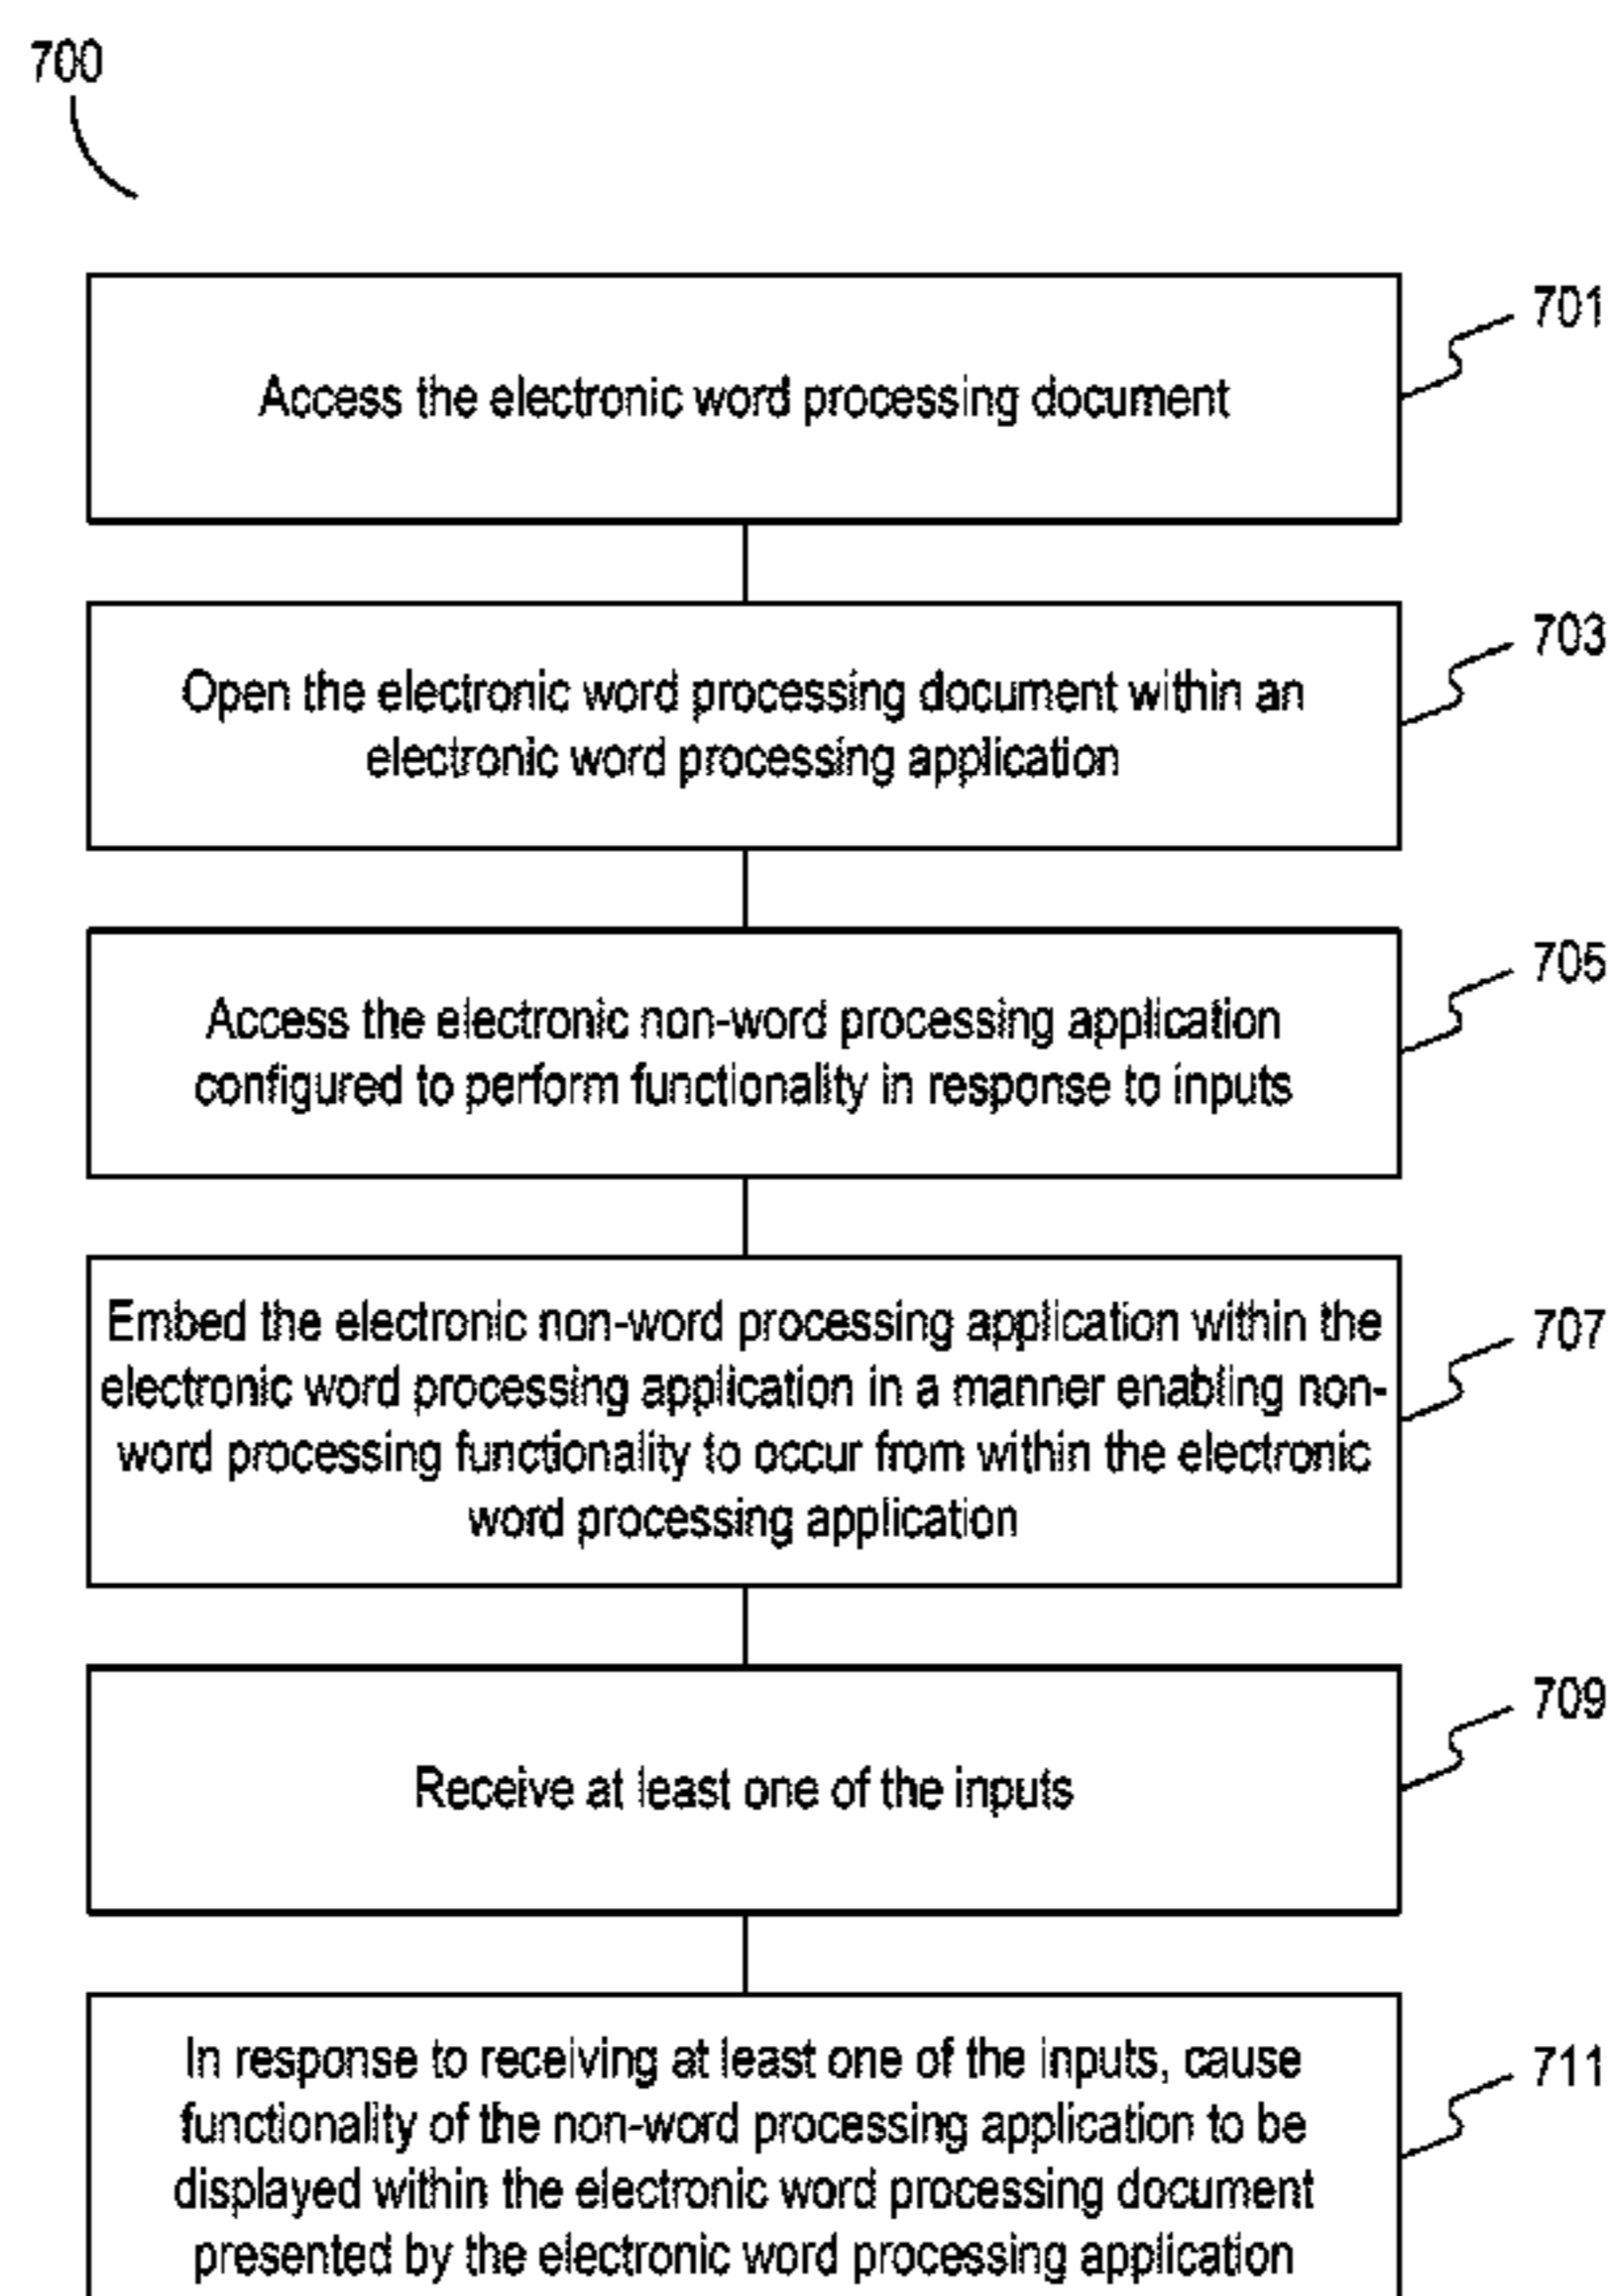 700
701
Access the electronic word processing document
703
Open the electronic word processing document within an
electronic word processing application
705
Access the electronic non-word processing application
configured to perform functionality in response to inputs
707
Embed the electronic non-word processing application within the
electronic word processing application in a manner enabling non-
word processing functionality to occur from within the electronic
word processing application
709
Receive at least one of the inputs
711
In response to receiving at least one of the inputs, cause
functionality of the non-word processing application to be
displayed within the electronic word processing document
presented by the electronic word processing application